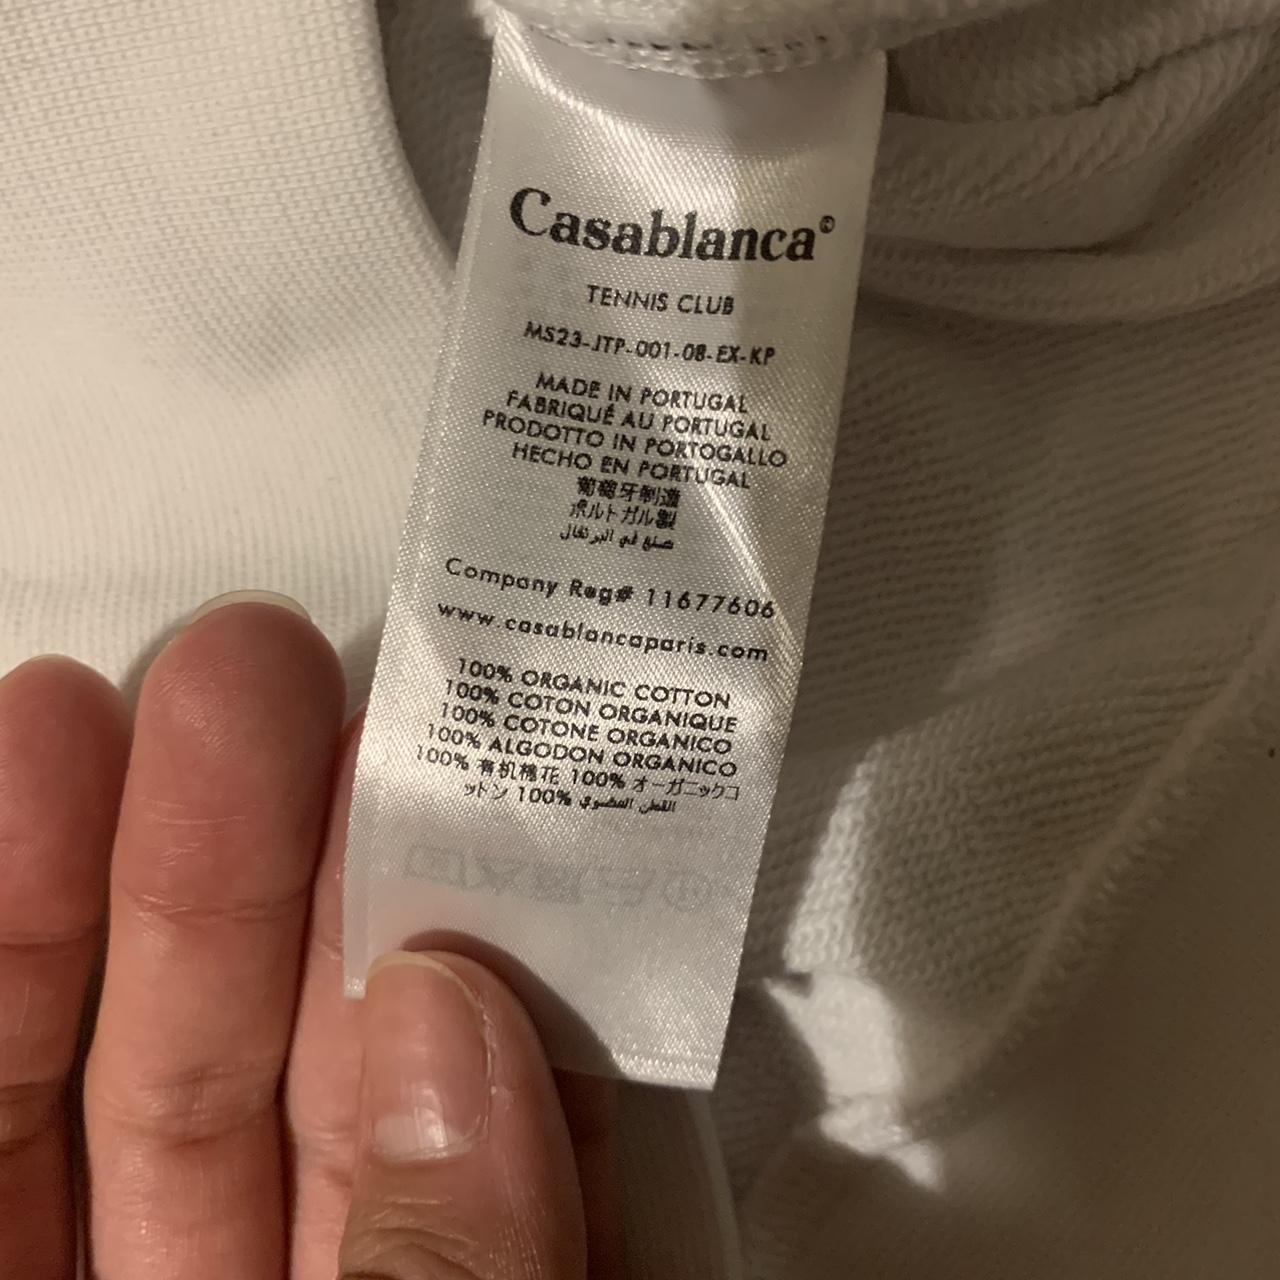 Casablanca©
TENNIS CLUB
MS23-JTP-001-08-EX-KP
MADE IN PORTUGAL
FABRIQUÉ AU PORTUGAL
PRODOTTO IN PORTOGALLO
HECHO EN PORTUGAL
葡萄牙制造
ポルトガル製
صنع في البرتغال
Company Reg# 11677606
www.casablancaparis.com
100% ORGANIC COTTON
100% COTON ORGANIQUE
100% COTONE ORGANICO
100% ALGODON ORGANICO
100% 有机棉花 100% オーガニックコ
ットン 100% القطن العضوي